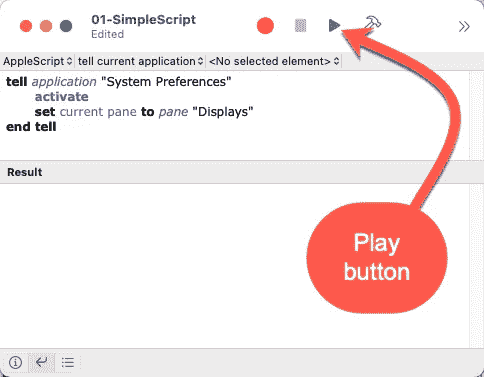 01-SimpleScript
Edited
AppleScript tell current application <No selected element>
tell application "System Preferences"
activate
set current pane to pane "Displays"
end tell
Result
Play
button